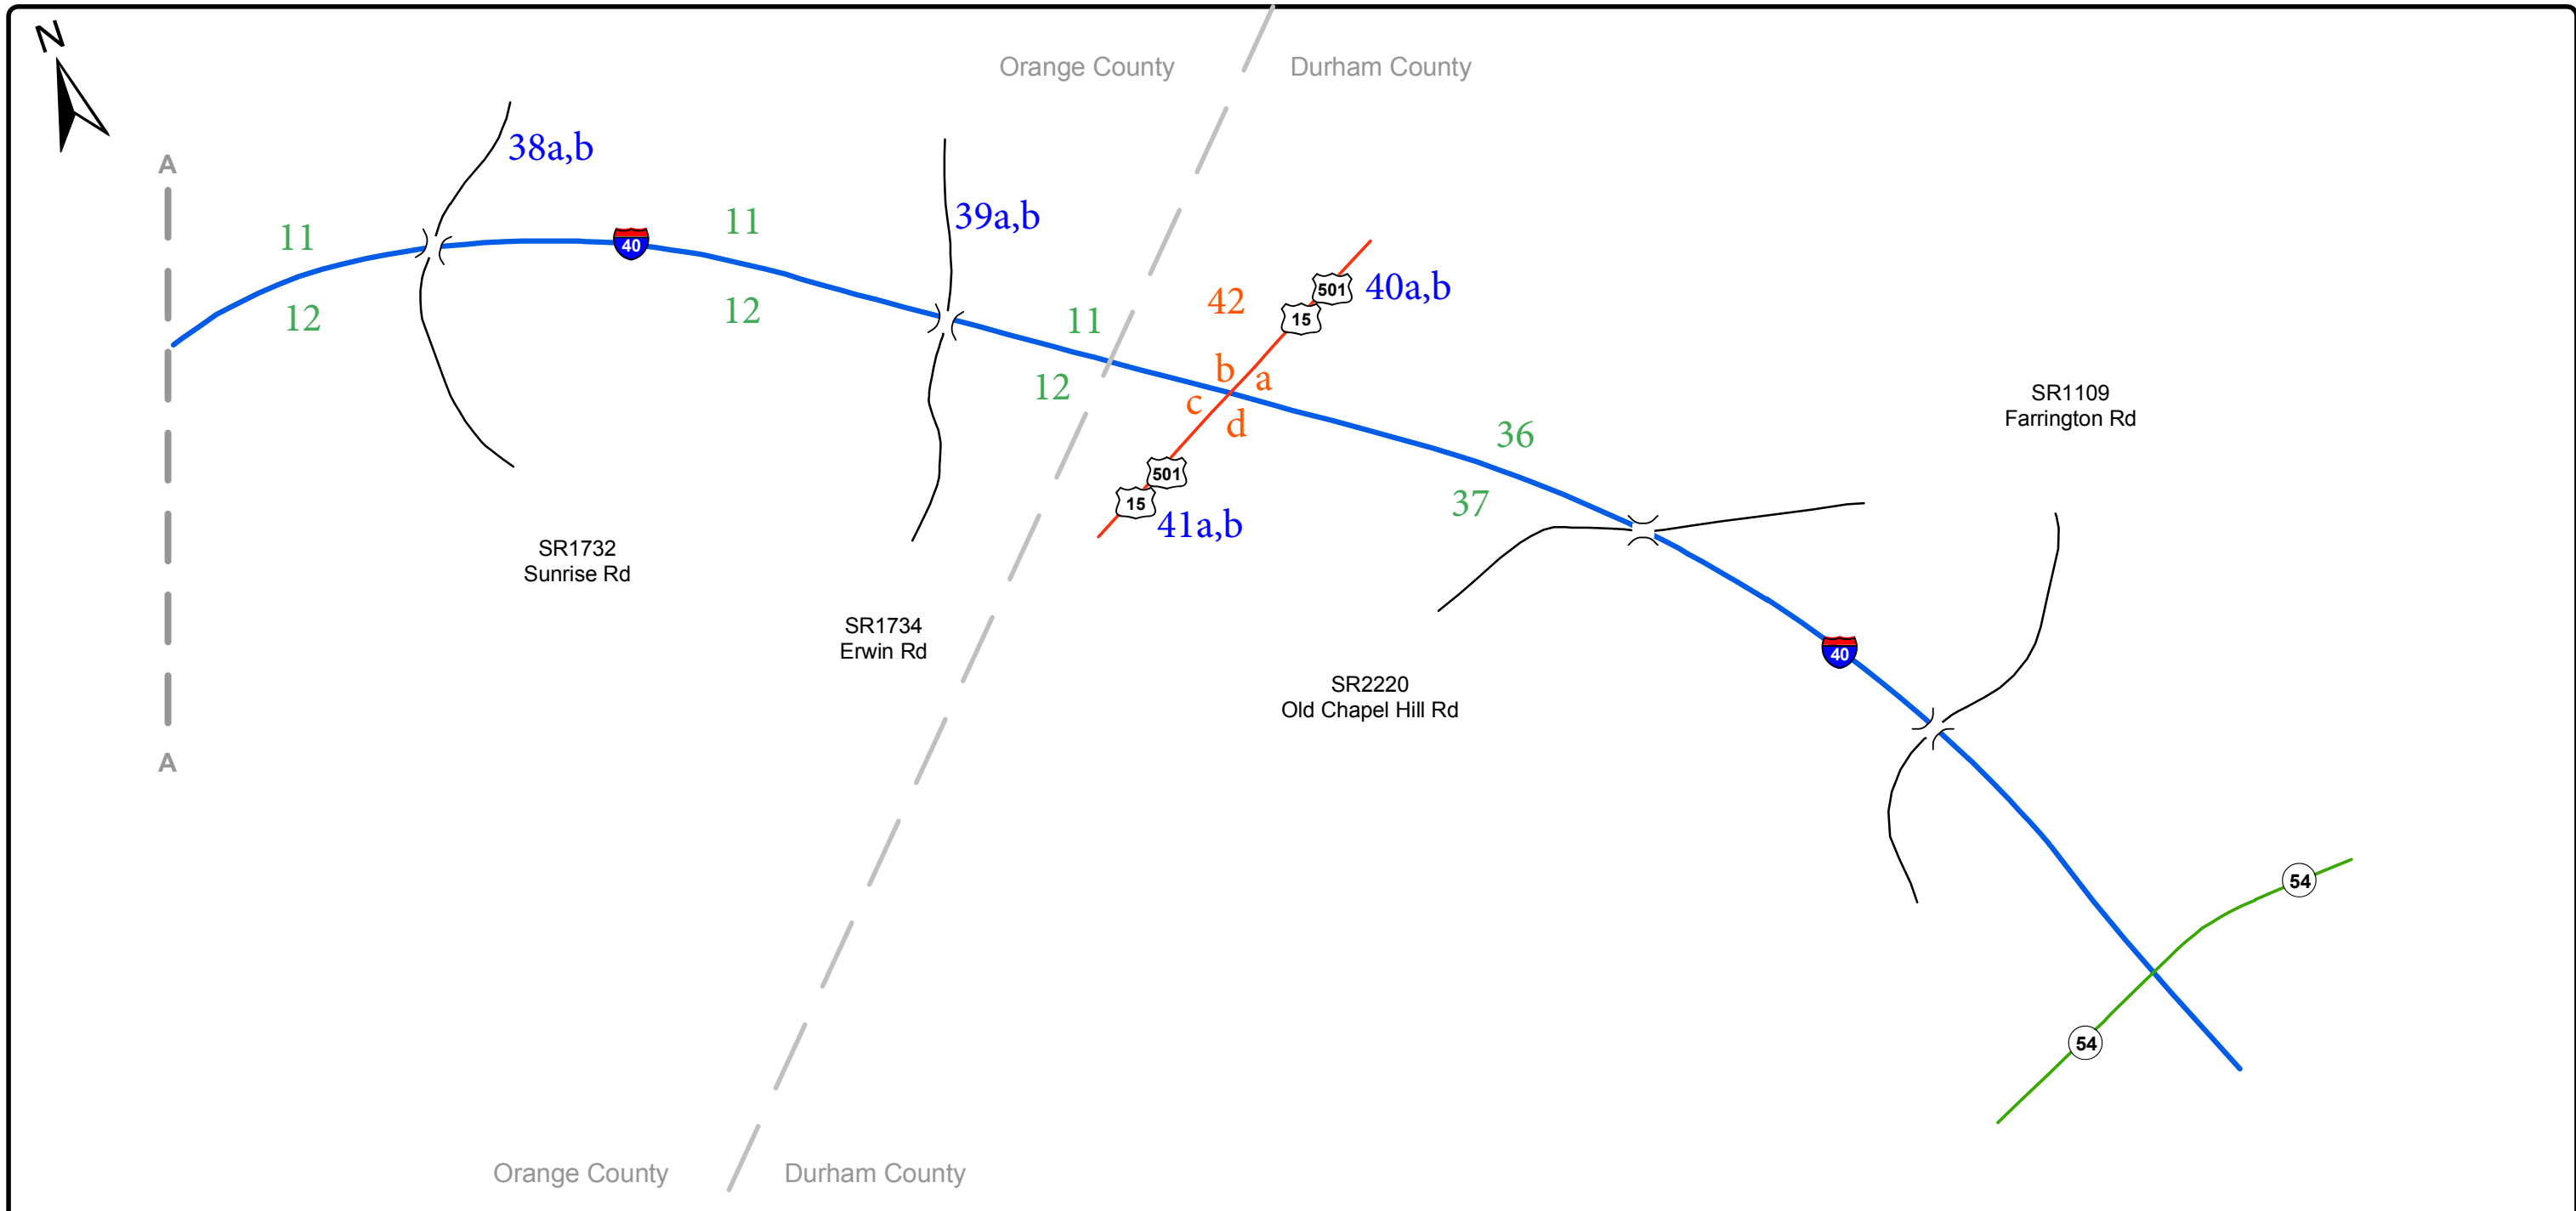 N
Orange County
Durham County
A
38a,b
11
11
40
39a,b
12
12
42
501
40a,b
15
11
12
b
a
c
d
36
SR1109
Farrington Rd
501
15
41a,b
37
SR1732
Sunrise Rd
SR1734
Erwin Rd
40
SR2220
Old Chapel Hill Rd
A
54
54
Orange County
Durham County